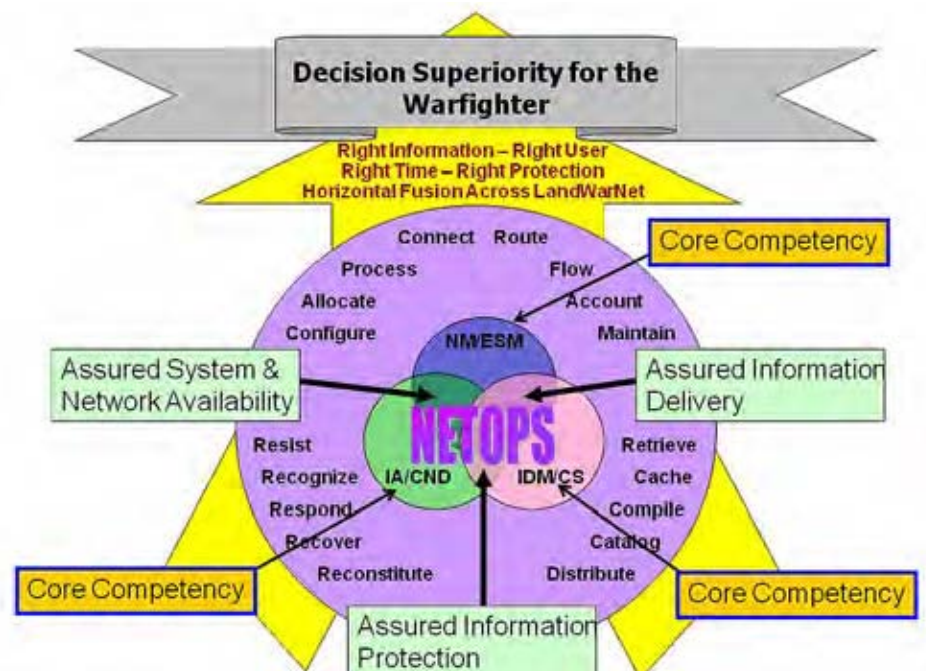 Decision Superiority for the
Warfighter
Right Information – Right User
Right Time – Right Protection
Horizontal Fusion Across LandWarNet
Connect Route
Process
Flow
Allocate
Account
Configure
Maintain
Core Competency
NM/ESM
Assured System &
Network Availability
Assured Information
Delivery
NETOPS
Resist
Recognize
Respond
Recover
Reconstitute
IA/CND
IDM/CS
Retrieve
Cache
Compile
Catalog
Distribute
Core Competency
Core Competency
Assured Information
Protection